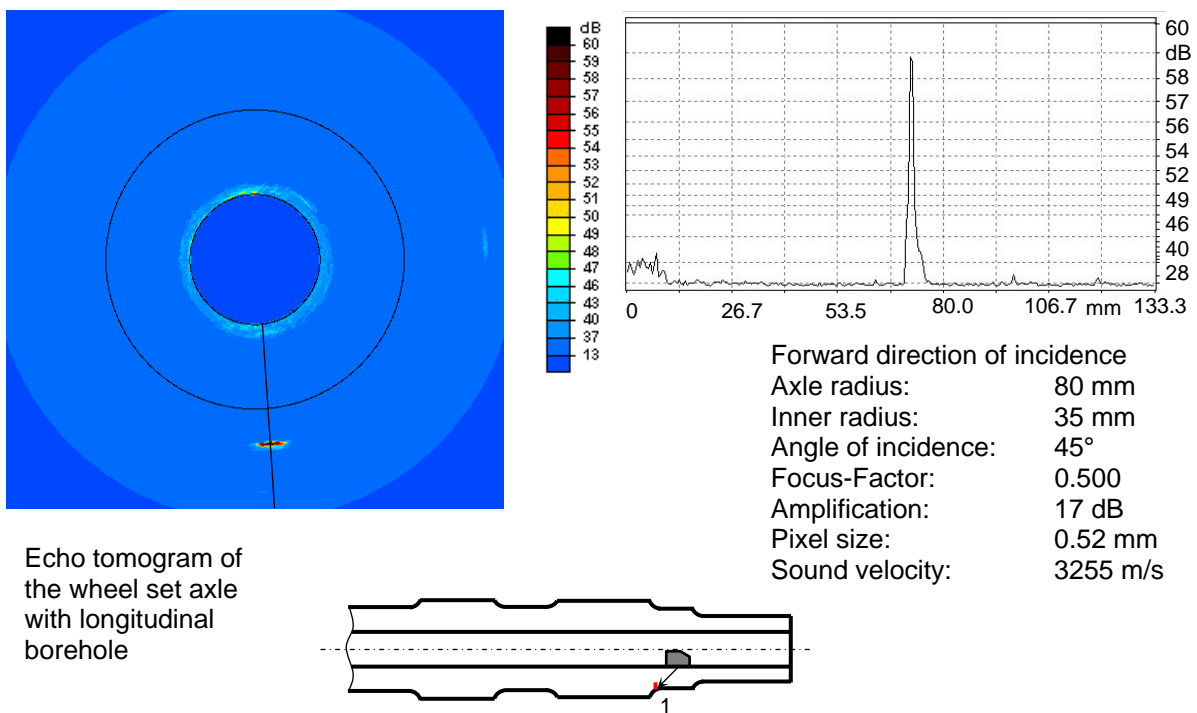 dB
60
59
58
57
56
55
54
53
52
51
50
49
48
47
46
43
40
37
13
60
dB
58
57
56
54
52
49
46
40
28
0 26.7 53.5 80.0 106.7 mm 133.3
Forward direction of incidence
Axle radius: 80 mm
Inner radius: 35 mm
Angle of incidence: 45°
Focus-Factor: 0.500
Amplification: 17 dB
Pixel size: 0.52 mm
Sound velocity: 3255 m/s
Echo tomogram of
the wheel set axle
with longitudinal
borehole
1